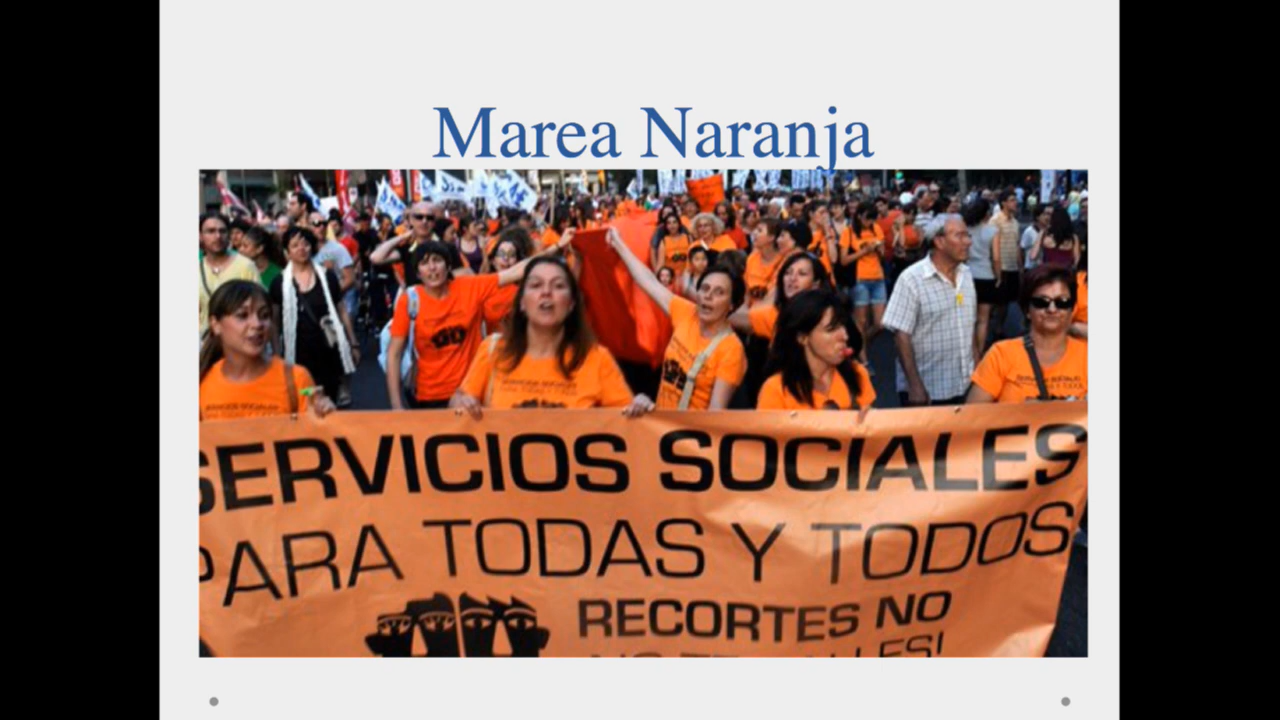 Marea Naranja
SERVICIOS SOCIALES
PARA TODAS Y TODOS
RECORTES NO